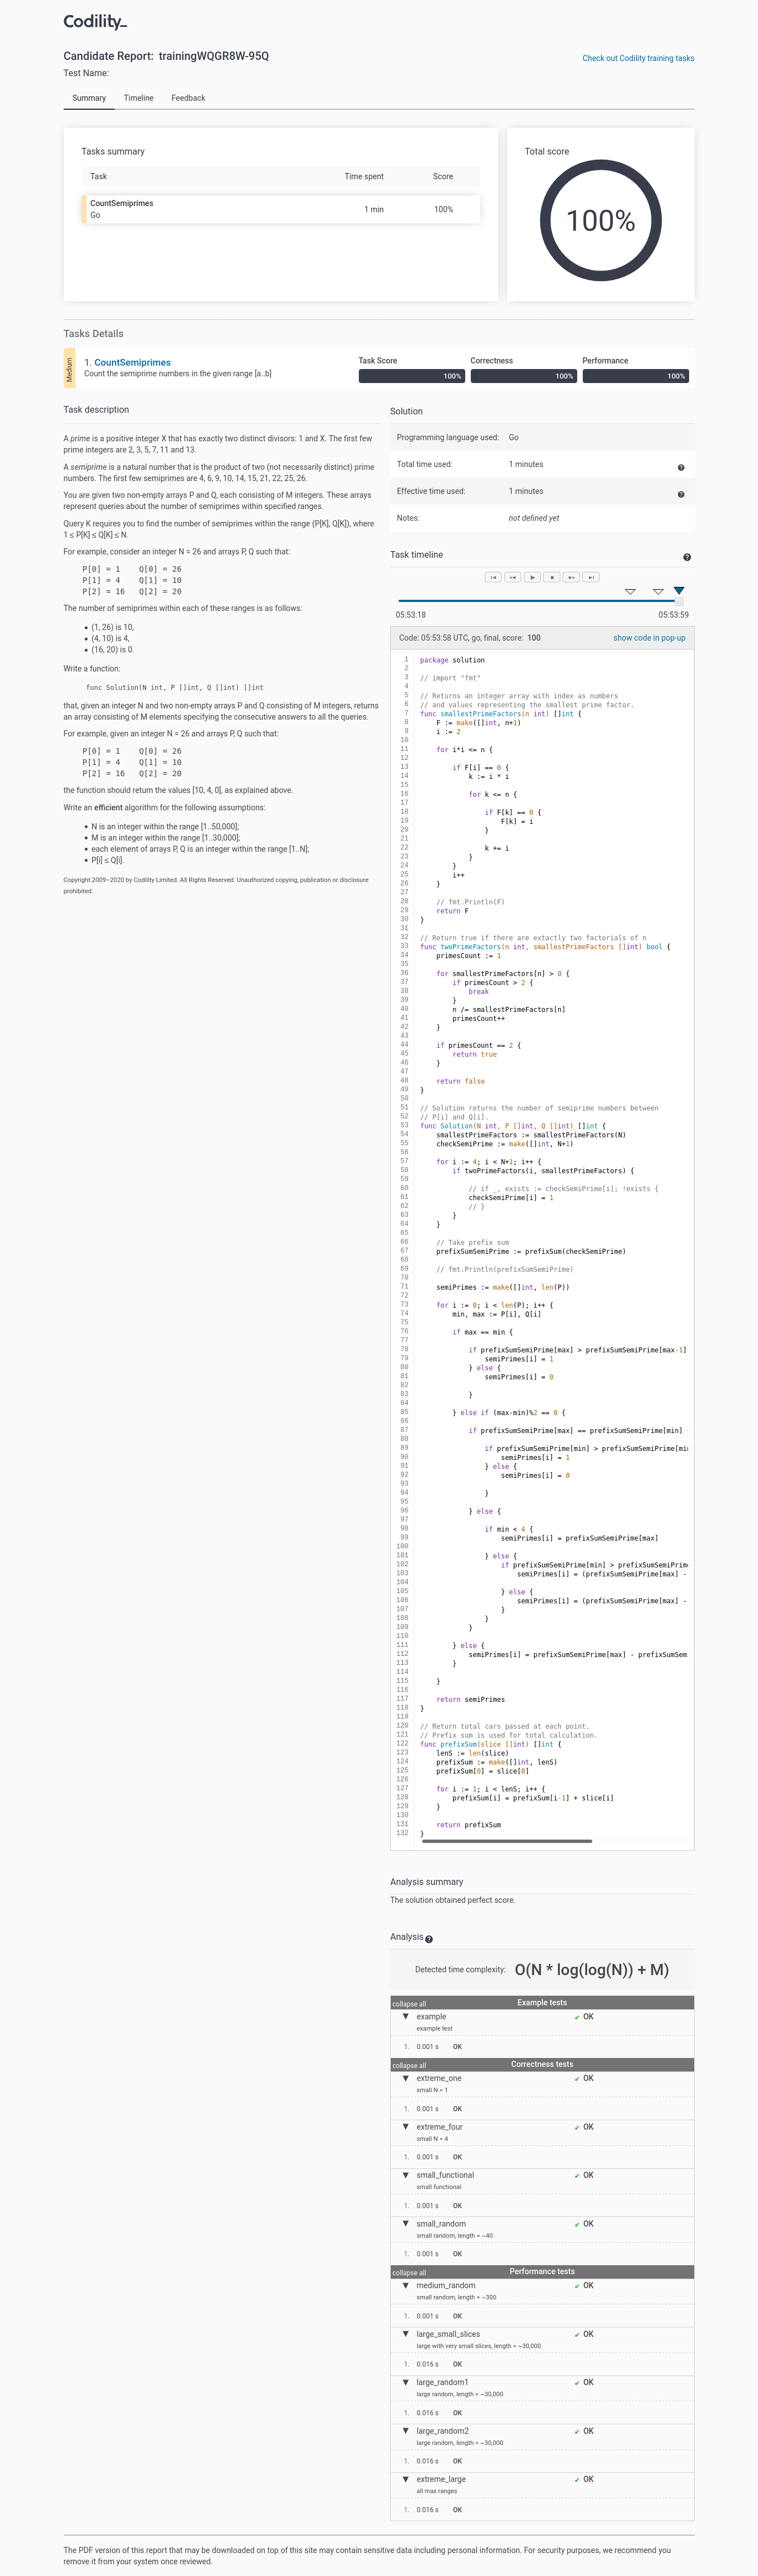 Codility_
Candidate Report: trainingWQGR8W-95Q
Check out Codility training tasks
Test Name:
Summary Timeline Feedback
Tasks summary
Task Time spent Score
CountSemiprimes
Go
1 min 100%
Total score
100%
Tasks Details
Medium
1. CountSemiprimes
Count the semiprime numbers in the given range [a..b]
Task Score Correctness Performance
100% 100% 100%
Task description
A prime is a positive integer X that has exactly two distinct divisors: 1 and X. The first few
prime integers are 2, 3, 5, 7, 11 and 13.
A semiprime is a natural number that is the product of two (not necessarily distinct) prime
numbers. The first few semiprimes are 4, 6, 9, 10, 14, 15, 21, 22, 25, 26.
You are given two non-empty arrays P and Q, each consisting of M integers. These arrays
represent queries about the number of semiprimes within specified ranges.
Query K requires you to find the number of semiprimes within the range (P[K], Q[K]), where
1 ≤ P[K] ≤ Q[K] ≤ N.
For example, consider an integer N = 26 and arrays P, Q such that:
P[0] = 1 Q[0] = 26
P[1] = 4 Q[1] = 10
P[2] = 16 Q[2] = 20
The number of semiprimes within each of these ranges is as follows:
• (1, 26) is 10,
• (4, 10) is 4,
• (16, 20) is 0.
Write a function:
func Solution(N int, P []int, Q []int) []int
that, given an integer N and two non-empty arrays P and Q consisting of M integers, returns
an array consisting of M elements specifying the consecutive answers to all the queries.
For example, given an integer N = 26 and arrays P, Q such that:
P[0] = 1 Q[0] = 26
P[1] = 4 Q[1] = 10
P[2] = 16 Q[2] = 20
the function should return the values [10, 4, 0], as explained above.
Write an efficient algorithm for the following assumptions:
• N is an integer within the range [1..50,000];
• M is an integer within the range [1..30,000];
• each element of arrays P, Q is an integer within the range [1..N];
• P[i] ≤ Q[i].
Copyright 2009–2020 by Codility Limited. All Rights Reserved. Unauthorized copying, publication or disclosure
prohibited.
Solution
Programming language used: Go
Total time used: 1 minutes
Effective time used: 1 minutes
Notes: not defined yet
Task timeline
05:53:18 05:53:59
Code: 05:53:58 UTC, go, final, score: 100
show code in pop-up
1 package solution
2
3 // import "fmt"
4
5 // Returns an integer array with index as numbers
6 // and values representing the smallest prime factor.
7 func smallestPrimeFactors(n int) []int {
8 F := make([]int, n+1)
9 i := 2
10
11 for i*i <= n {
12
13 if F[i] == 0 {
14 k := i * i
15
16 for k <= n {
17
18 if F[k] == 0 {
19 F[k] = i
20 }
21
22 k += i
23 }
24 }
25 i++
26 }
27
28 // fmt.Println(F)
29 return F
30 }
31
32 // Return true if there are extactly two factorials of n
33 func twoPrimeFactors(n int, smallestPrimeFactors []int) bool {
34 primesCount := 1
35
36 for smallestPrimeFactors[n] > 0 {
37 if primesCount > 2 {
38 break
39 }
40 n /= smallestPrimeFactors[n]
41 primesCount++
42 }
43
44 if primesCount == 2 {
45 return true
46 }
47
48 return false
49 }
50
51 // Solution returns the number of semiprime numbers between
52 // P[i] and Q[i].
53 func Solution(N int, P []int, Q []int) []int {
54 smallestPrimeFactors := smallestPrimeFactors(N)
55 checkSemiPrime := make([]int, N+1)
56
57 for i := 4; i < N+1; i++ {
58 if twoPrimeFactors(i, smallestPrimeFactors) {
59
60 // if _, exists := checkSemiPrime[i]; !exists {
61 checkSemiPrime[i] = 1
62 // }
63 }
64 }
65
66 // Take prefix sum
67 prefixSumSemiPrime := prefixSum(checkSemiPrime)
68
69 // fmt.Println(prefixSumSemiPrime)
70
71 semiPrimes := make([]int, len(P))
72
73 for i := 0; i < len(P); i++ {
74 min, max := P[i], Q[i]
75
76 if max == min {
77
78 if prefixSumSemiPrime[max] > prefixSumSemiPrime[max-1]
79 semiPrimes[i] = 1
80 } else {
81 semiPrimes[i] = 0
82
83 }
84
85 } else if (max-min)%2 == 0 {
86
87 if prefixSumSemiPrime[max] == prefixSumSemiPrime[min]
88
89 if prefixSumSemiPrime[min] > prefixSumSemiPrime[min
90 semiPrimes[i] = 1
91 } else {
92 semiPrimes[i] = 0
93
94 }
95
96 } else {
97
98 if min < 4 {
99 semiPrimes[i] = prefixSumSemiPrime[max]
100
101 } else {
102 if prefixSumSemiPrime[min] > prefixSumSemiPrime
103 semiPrimes[i] = (prefixSumSemiPrime[max] -
104
105 } else {
106 semiPrimes[i] = (prefixSumSemiPrime[max] -
107 }
108 }
109 }
110
111 } else {
112 semiPrimes[i] = prefixSumSemiPrime[max] - prefixSumSem
113 }
114
115 }
116
117 return semiPrimes
118 }
119
120 // Return total cars passed at each point.
121 // Prefix sum is used for total calculation.
122 func prefixSum(slice []int) []int {
123 lenS := len(slice)
124 prefixSum := make([]int, lenS)
125 prefixSum[0] = slice[0]
126
127 for i := 1; i < lenS; i++ {
128 prefixSum[i] = prefixSum[i-1] + slice[i]
129 }
130
131 return prefixSum
132 }
Analysis summary
The solution obtained perfect score.
Analysis
Detected time complexity: O(N * log(log(N)) + M)
collapse all Example tests
▼ example ✔ OK
example test
1. 0.001 s OK
collapse all Correctness tests
▼ extreme_one ✔ OK
small N = 1
1. 0.001 s OK
▼ extreme_four ✔ OK
small N = 4
1. 0.001 s OK
▼ small_functional ✔ OK
small functional
1. 0.001 s OK
▼ small_random ✔ OK
small random, length = ~40
1. 0.001 s OK
collapse all Performance tests
▼ medium_random ✔ OK
small random, length = ~300
1. 0.001 s OK
▼ large_small_slices ✔ OK
large with very small slices, length = ~30,000
1. 0.016 s OK
▼ large_random1 ✔ OK
large random, length = ~30,000
1. 0.016 s OK
▼ large_random2 ✔ OK
large random, length = ~30,000
1. 0.016 s OK
▼ extreme_large ✔ OK
all max ranges
1. 0.016 s OK
The PDF version of this report that may be downloaded on top of this site may contain sensitive data including personal information. For security purposes, we recommend you
remove it from your system once reviewed.